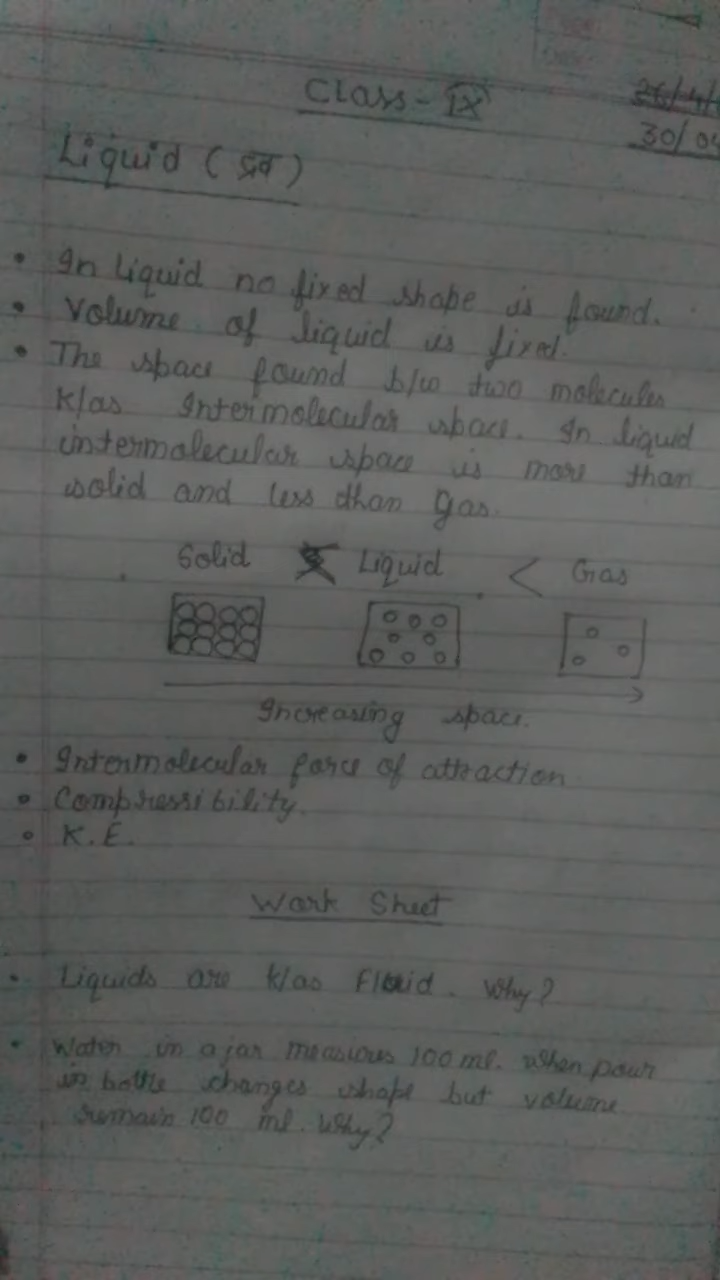 Class - IX
26/4/
30/04
Liquid (द्रव)
• In Liquid no fixed shape is found.
• Volume of liquid is fixed.
• The space found b/w two molecules
k/as Intermolecular space. In liquid
intermolecular space is more than
solid and less than gas.
Solid < Liquid < Gas
Increasing space.
• Intermolecular force of attraction
• Compressibility.
• K.E.
Work Sheet
• Liquids are k/as Fluid. Why?
• Water in a jar measious 100 ml. when pour
in bottle changes shape but volume
remain 100 ml. Why?